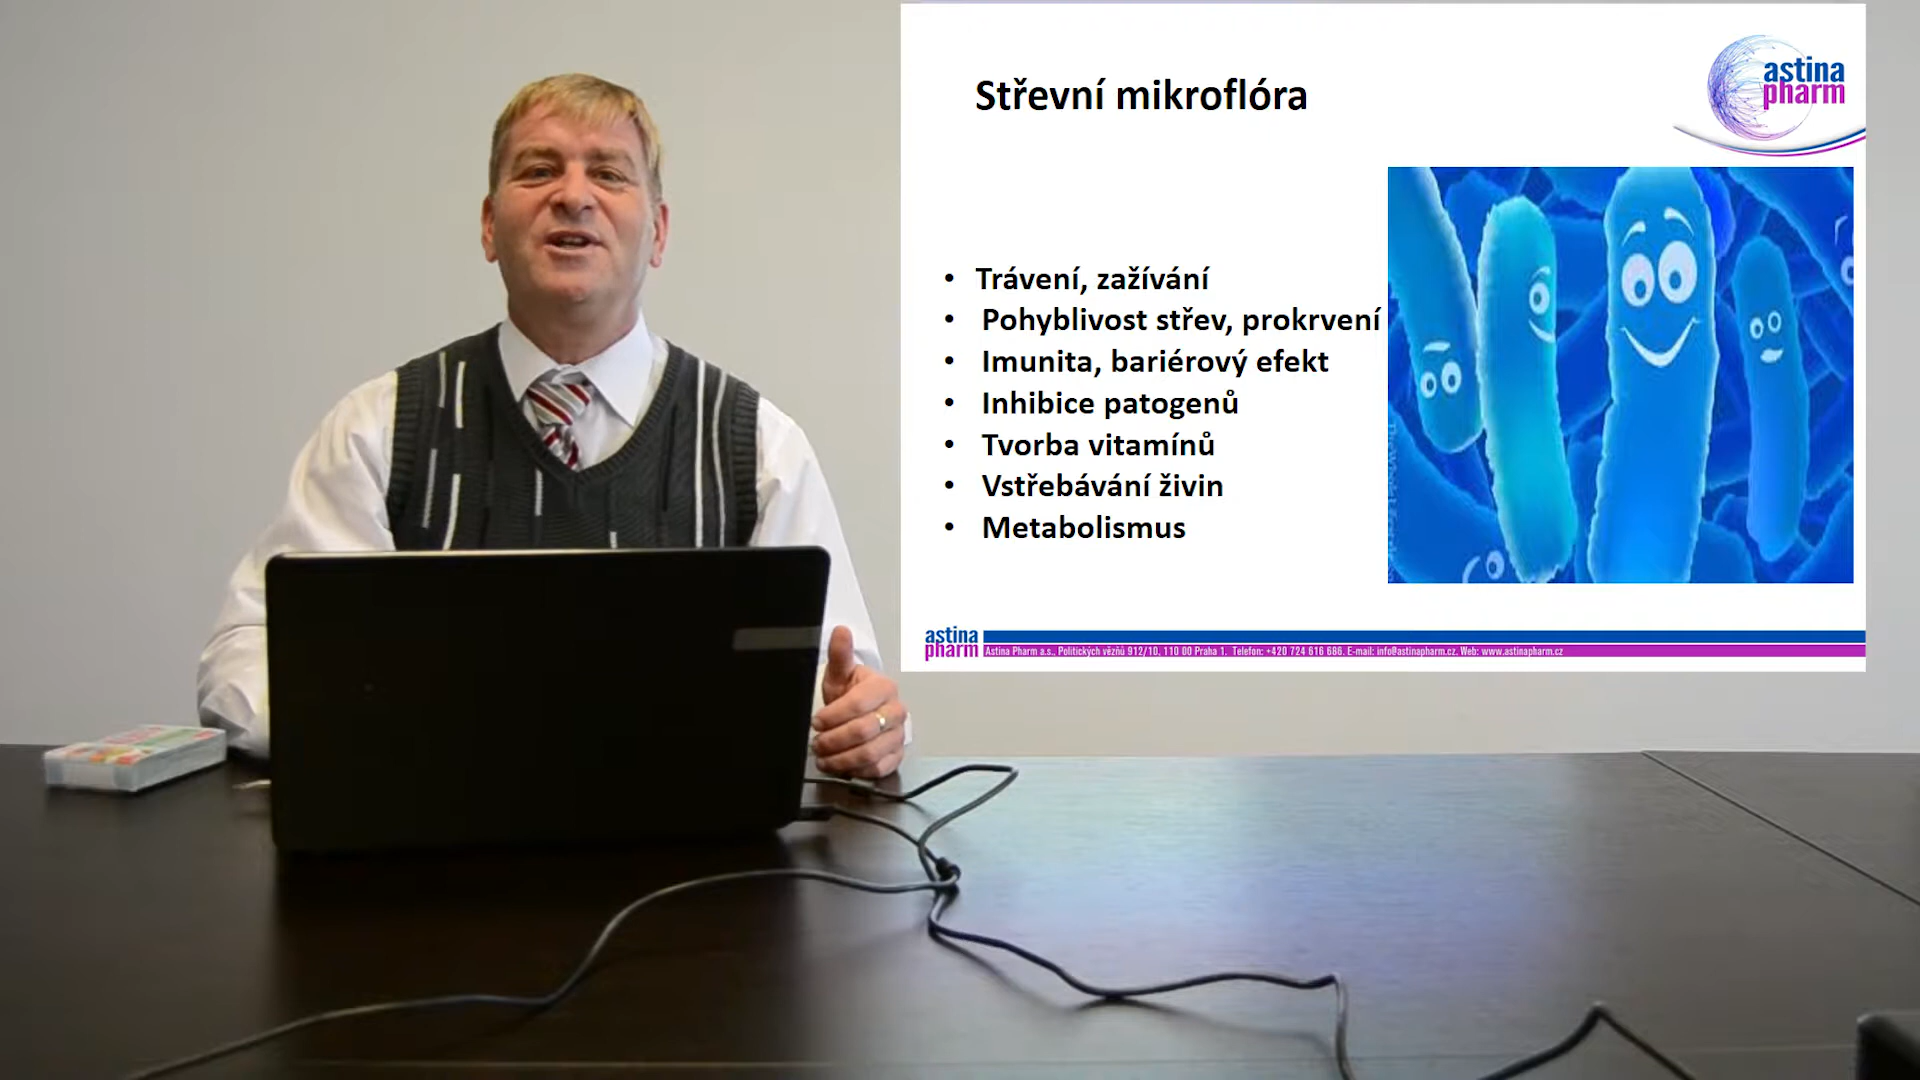 Střevní mikroflóra
astina
pharm
• Trávení, zažívání
• Pohyblivost střev, prokrvení
• Imunita, bariérový efekt
• Inhibice patogenů
• Tvorba vitamínů
• Vstřebávání živin
• Metabolismus
astina
pharm
Astina Pharm a.s., Politických vězňů 912/10, 110 00 Praha 1. Telefon: +420 724 616 686. E-mail: info@astinapharm.cz. Web: www.astinapharm.cz